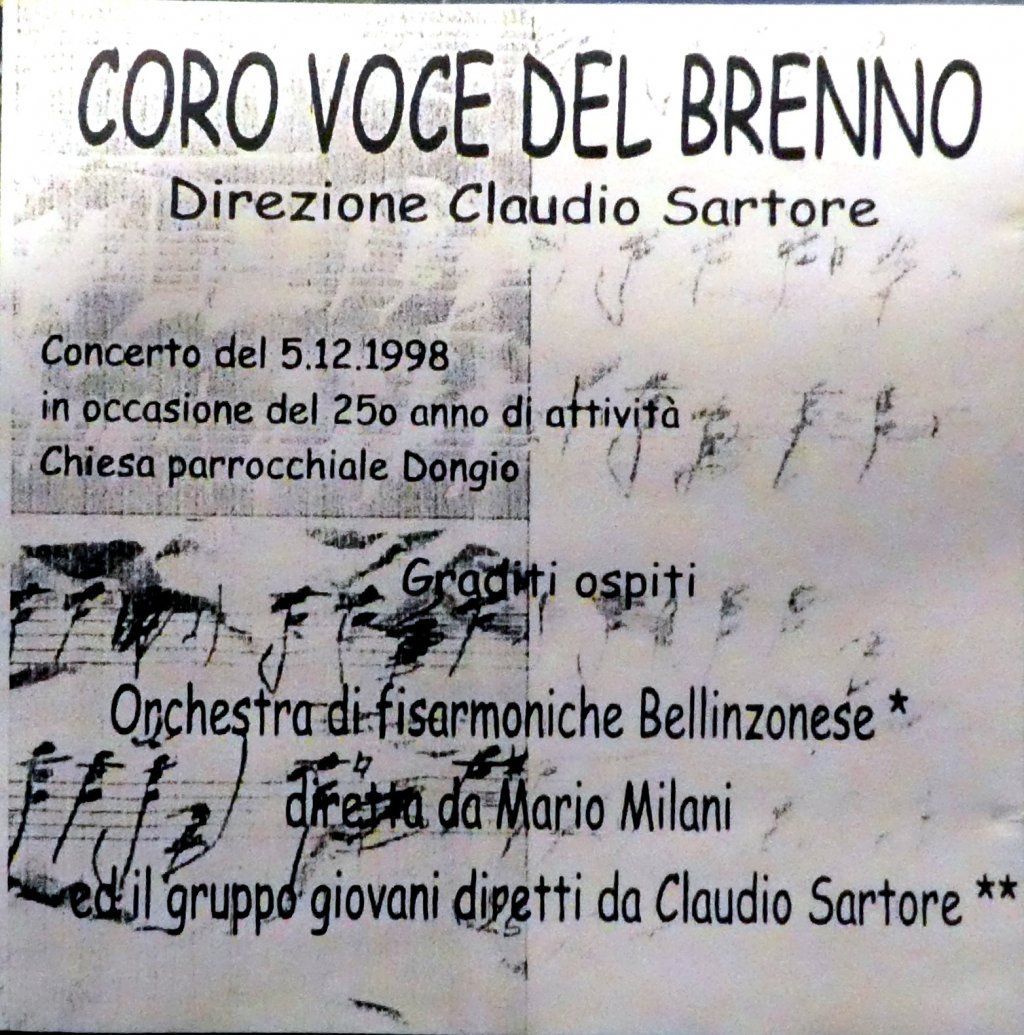 CORO VOCE DEL BRENNO
Direzione Claudio Sartore
Concerto del 5.12.1998
in occasione del 25o anno di attività
Chiesa parrocchiale Dongio
Graditi ospiti
Orchestra di fisarmoniche Bellinzonese *
diretta da Mario Milani
ed il gruppo giovani diretti da Claudio Sartore **